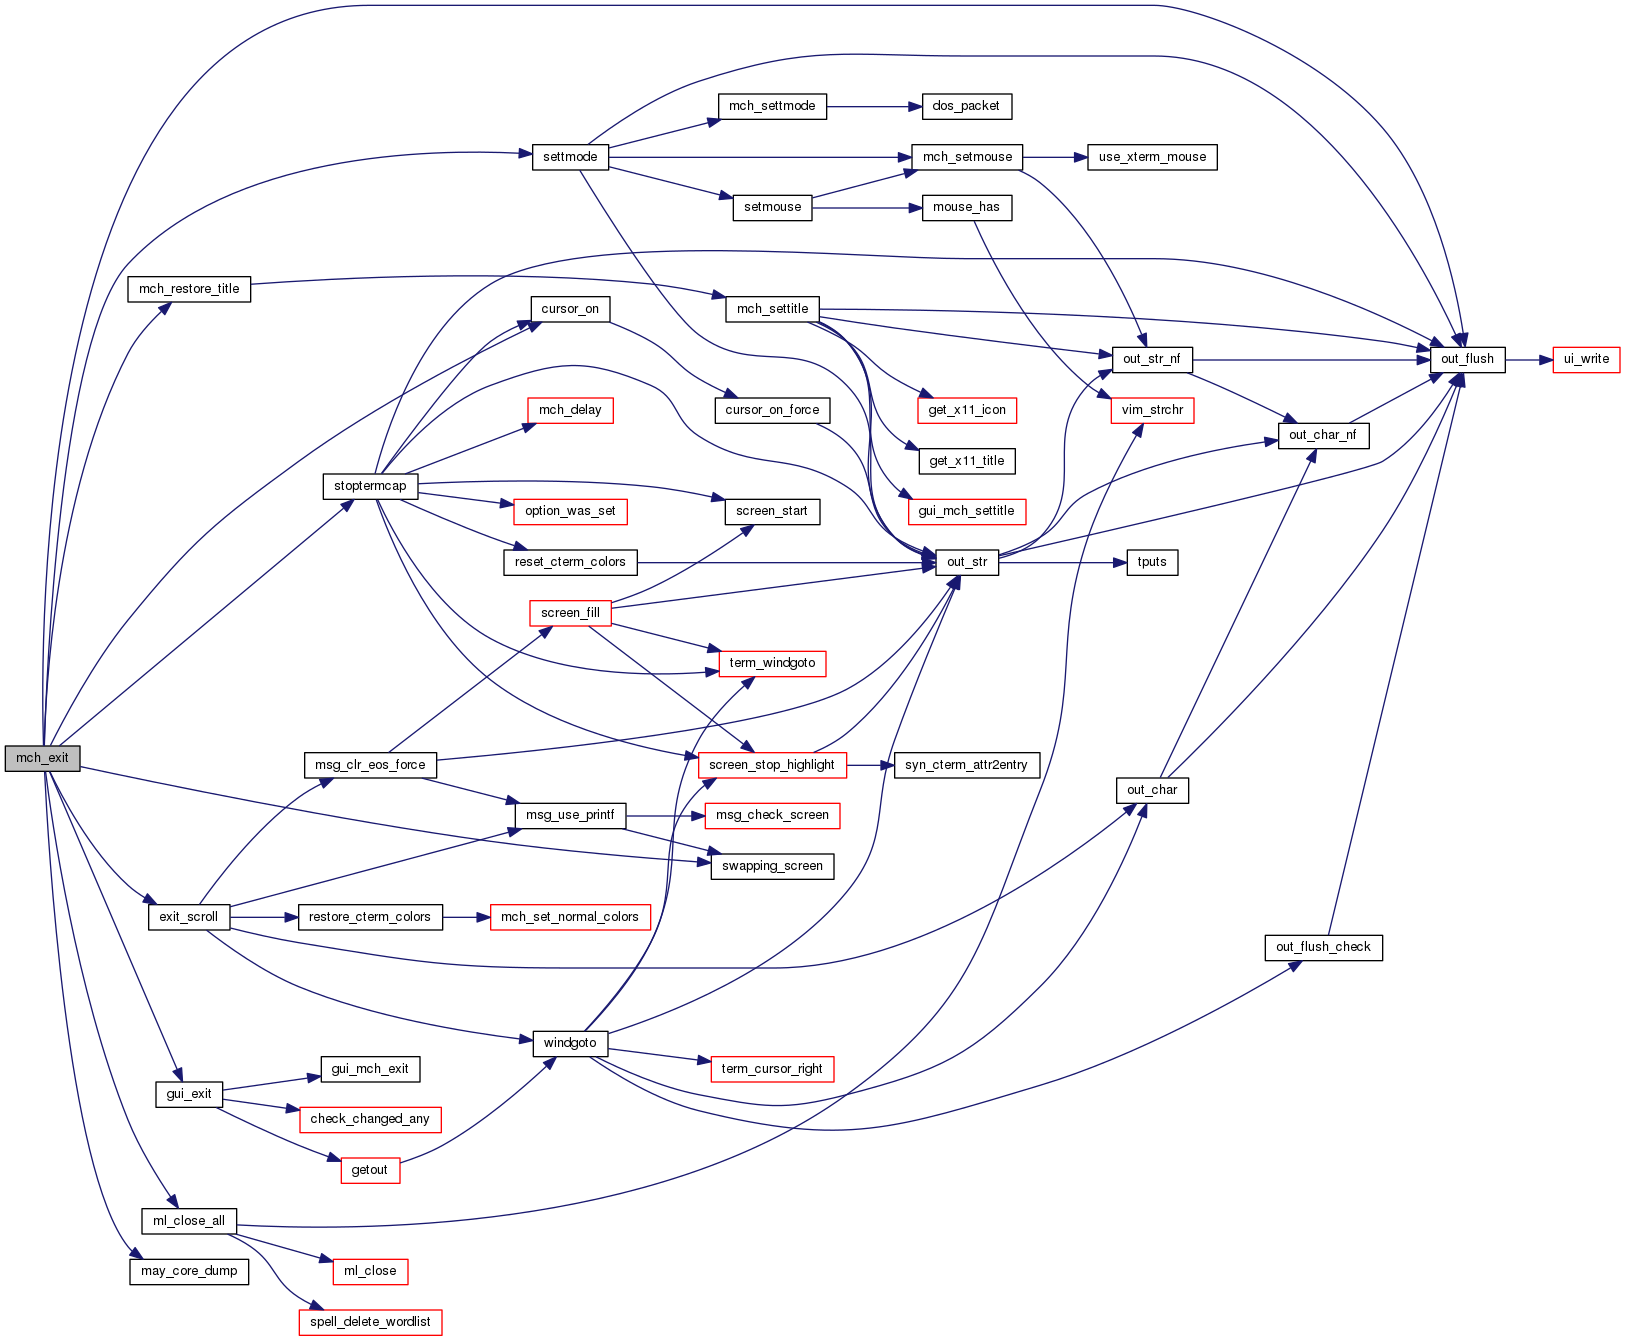 mch_settmode
dos_packet
settmode
mch_setmouse
use_xterm_mouse
setmouse
mouse_has
mch_restore_title
cursor_on
mch_settitle
out_str_nf
out_flush
ui_write
mch_delay
cursor_on_force
get_x11_icon
vim_strchr
out_char_nf
get_x11_title
stoptermcap
option_was_set
screen_start
gui_mch_settitle
reset_cterm_colors
out_str
tputs
screen_fill
term_windgoto
mch_exit
msg_clr_eos_force
screen_stop_highlight
syn_cterm_attr2entry
out_char
msg_use_printf
msg_check_screen
swapping_screen
exit_scroll
restore_cterm_colors
mch_set_normal_colors
out_flush_check
windgoto
gui_mch_exit
term_cursor_right
gui_exit
check_changed_any
getout
ml_close_all
may_core_dump
ml_close
spell_delete_wordlist